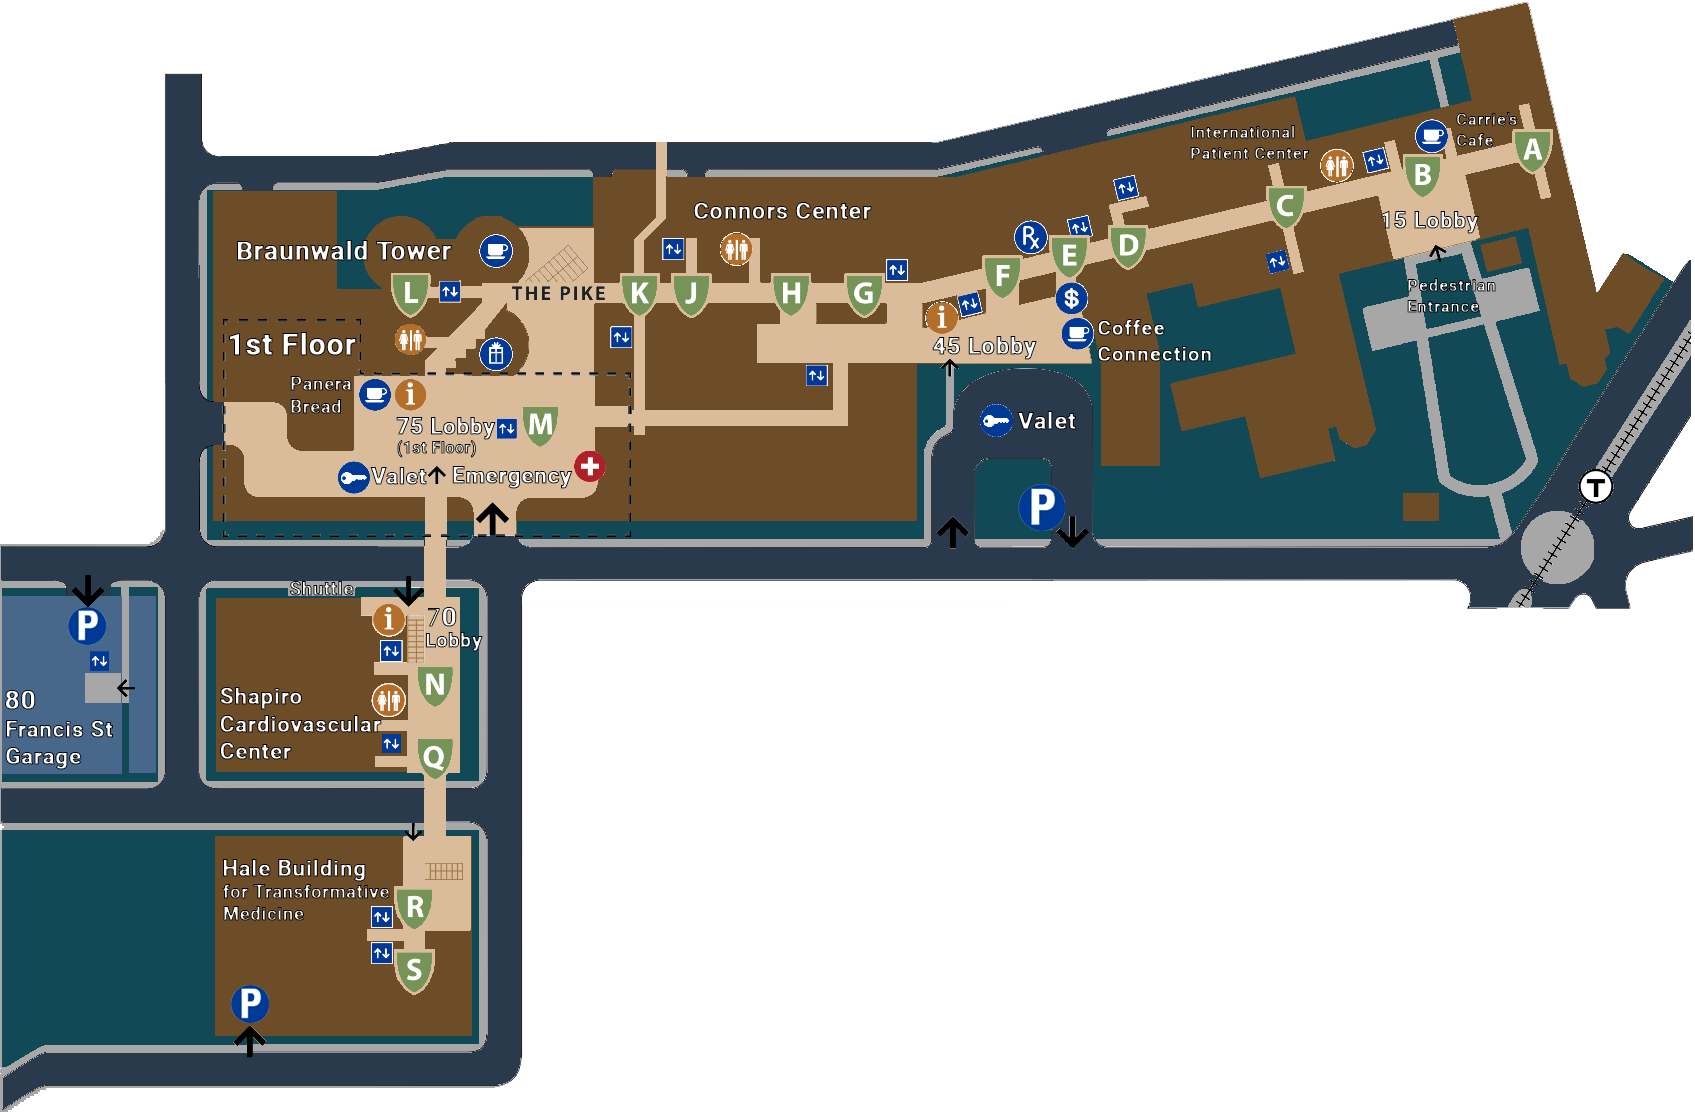 International
Patient Center
Carrie's
Cafe
A
B
C
15 Lobby
Connors Center
Braunwald Tower
Rx
E
D
F
L
THE PIKE
K
J
H
G
Pedestrian
Entrance
$
i
45 Lobby
Coffee
Connection
1st Floor
Panera
Bread
i
75 Lobby
(1st Floor)
M
Valet
Emergency
Valet
P
T
Shuttle
P
i
70
Lobby
80
Francis St
Garage
N
Shapiro
Cardiovascular
Center
Q
Hale Building
for Transformative
Medicine
R
S
P